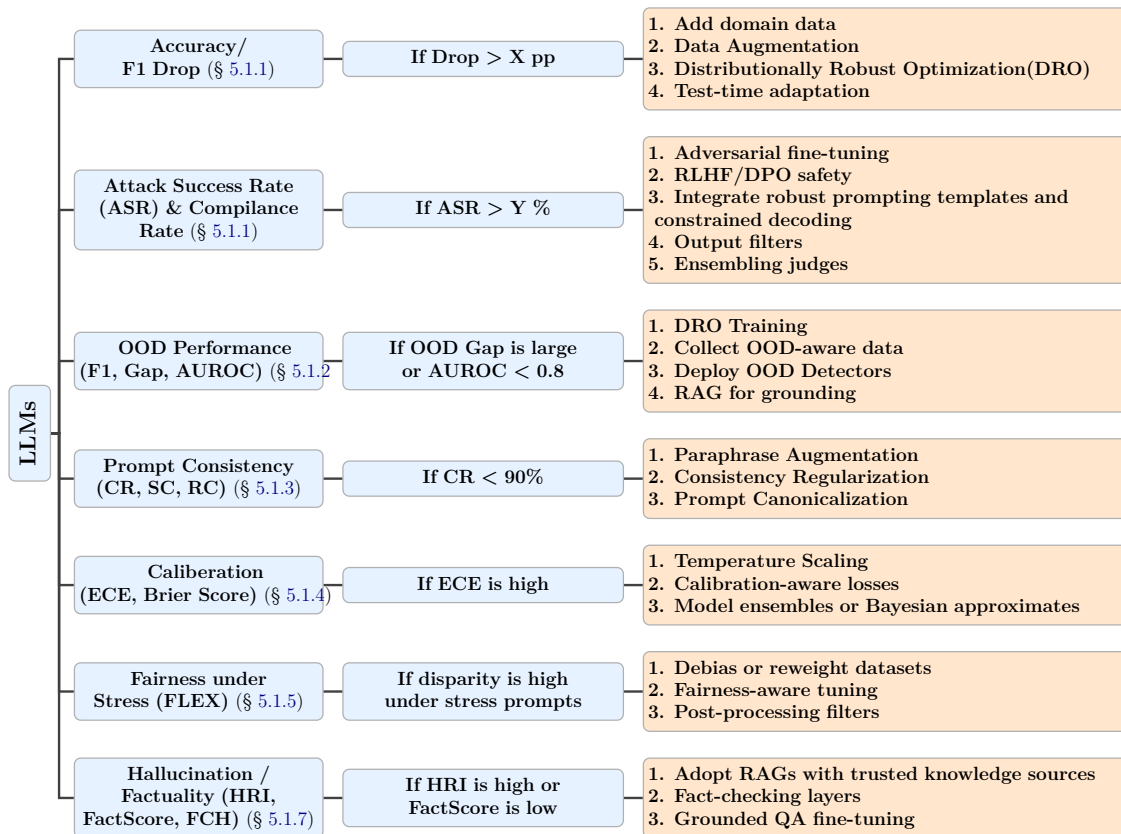 LLMs
Accuracy/
F1 Drop (§ 5.1.1)
If Drop > X pp
1. Add domain data
2. Data Augmentation
3. Distributionally Robust Optimization(DRO)
4. Test-time adaptation
Attack Success Rate
(ASR) & Compilance
Rate (§ 5.1.1)
If ASR > Y %
1. Adversarial fine-tuning
2. RLHF/DPO safety
3. Integrate robust prompting templates and
constrained decoding
4. Output filters
5. Ensembling judges
OOD Performance
(F1, Gap, AUROC) (§ 5.1.2
If OOD Gap is large
or AUROC < 0.8
1. DRO Training
2. Collect OOD-aware data
3. Deploy OOD Detectors
4. RAG for grounding
Prompt Consistency
(CR, SC, RC) (§ 5.1.3)
If CR < 90%
1. Paraphrase Augmentation
2. Consistency Regularization
3. Prompt Canonicalization
Caliberation
(ECE, Brier Score) (§ 5.1.4)
If ECE is high
1. Temperature Scaling
2. Calibration-aware losses
3. Model ensembles or Bayesian approximates
Fairness under
Stress (FLEX) (§ 5.1.5)
If disparity is high
under stress prompts
1. Debias or reweight datasets
2. Fairness-aware tuning
3. Post-processing filters
Hallucination /
Factuality (HRI,
FactScore, FCH) (§ 5.1.7)
If HRI is high or
FactScore is low
1. Adopt RAGs with trusted knowledge sources
2. Fact-checking layers
3. Grounded QA fine-tuning